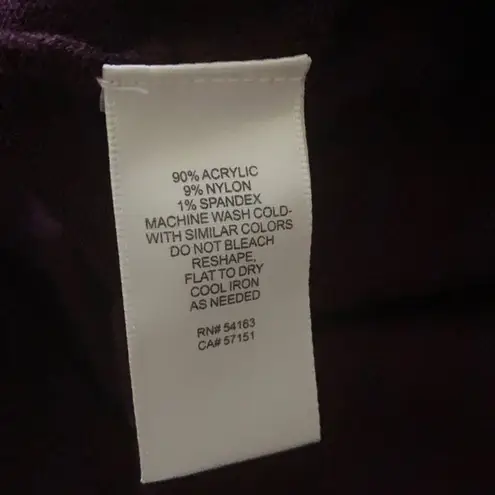 90% ACRYLIC
9% NYLON
1% SPANDEX
MACHINE WASH COLD-
WITH SIMILAR COLORS
DO NOT BLEACH
RESHAPE,
FLAT TO DRY
COOL IRON
AS NEEDED
RN# 54163
CA# 57151